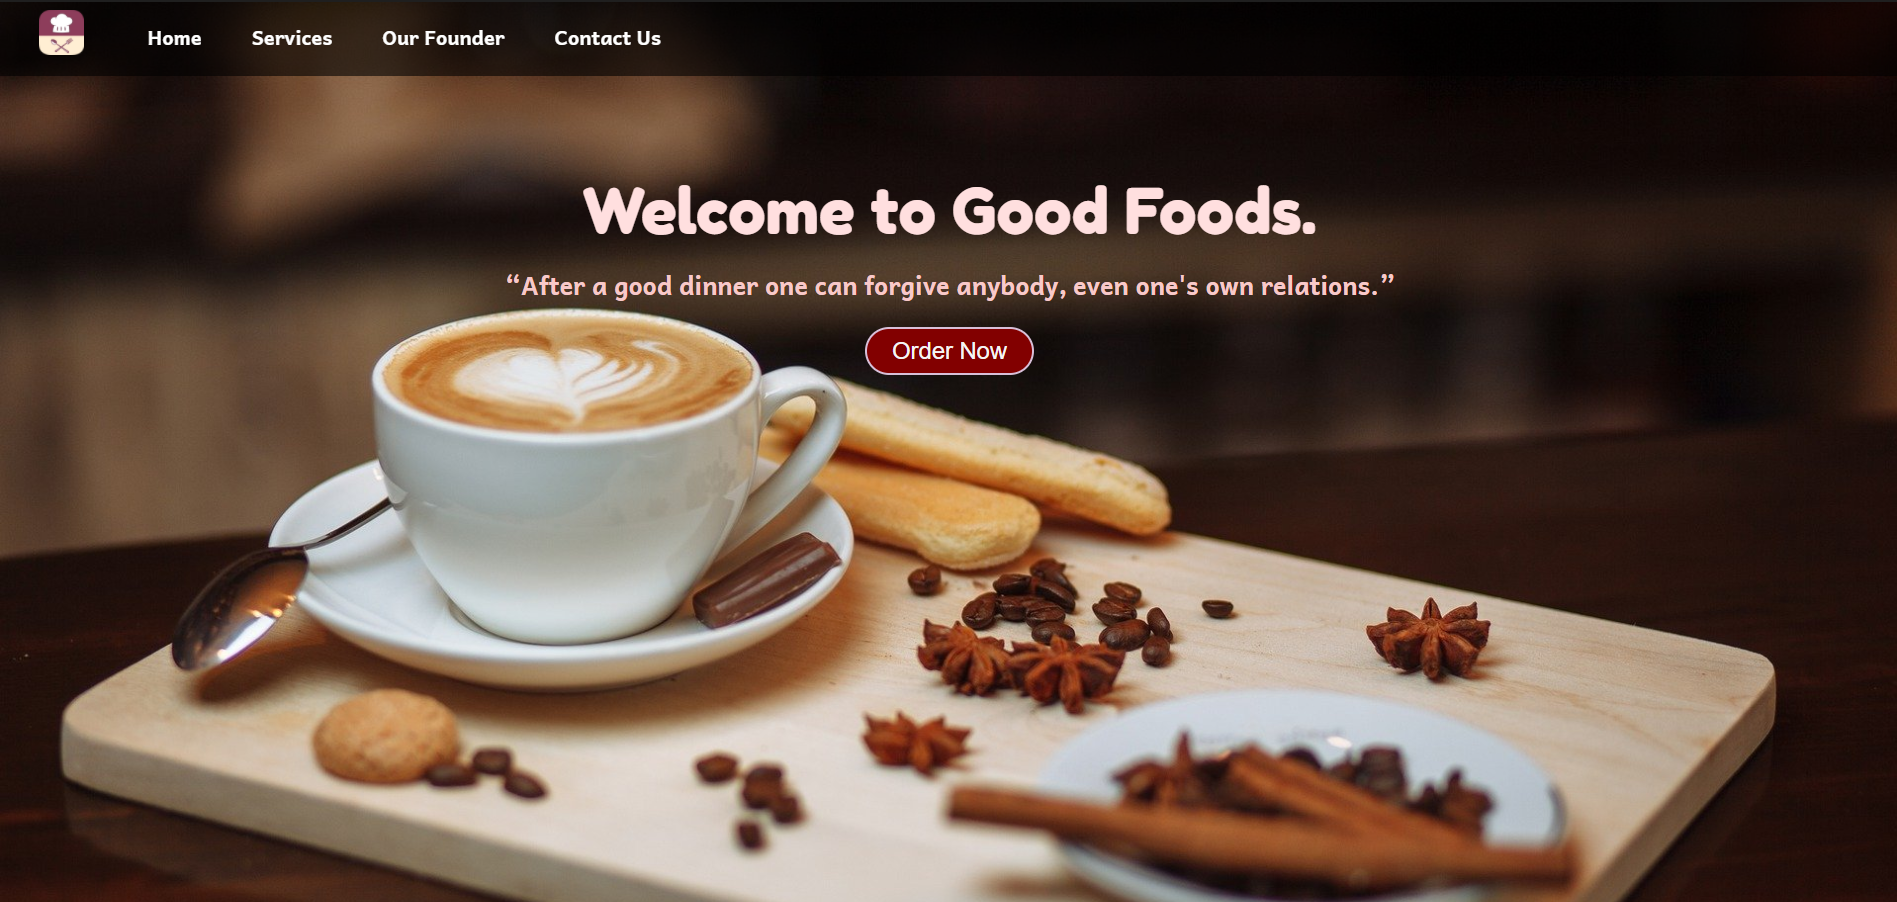 Home Services Our Founder Contact Us
Welcome to Good Foods.
“After a good dinner one can forgive anybody, even one's own relations.”
Order Now